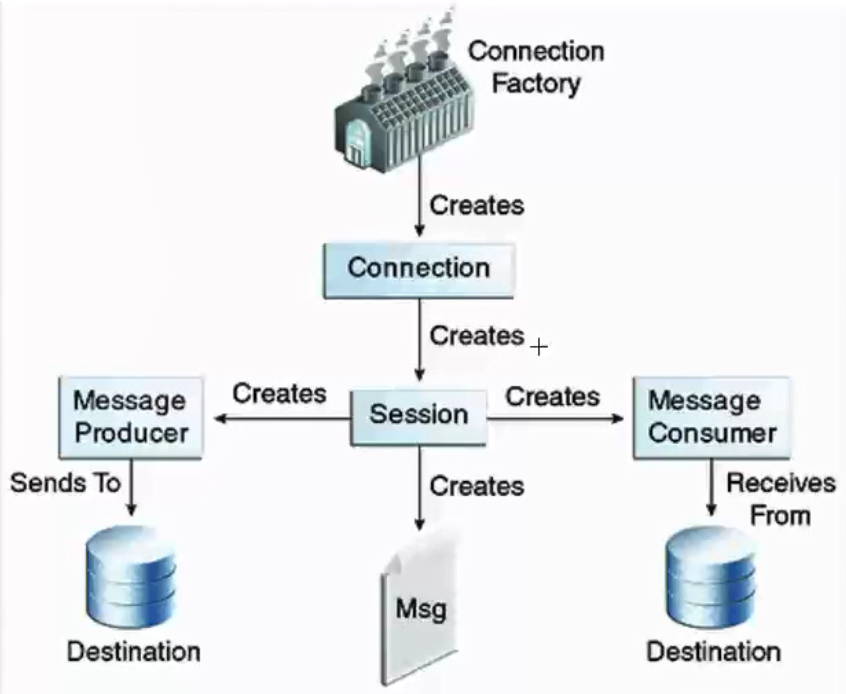 Connection
Factory
Creates
Connection
Creates
Message
Producer
Creates
Session
Creates
Message
Consumer
Sends To
Creates
Receives
From
Msg
Destination
Destination